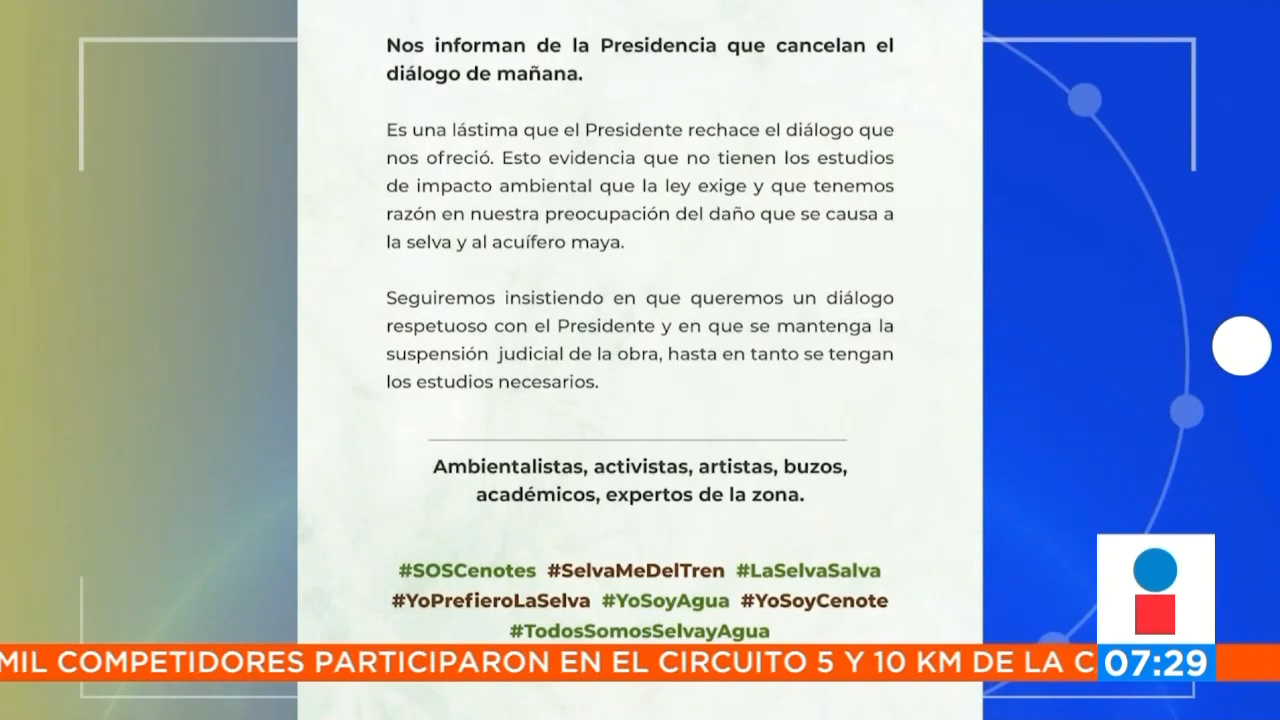 Nos informan de la Presidencia que cancelan el
diálogo de mañana.
Es una lástima que el Presidente rechace el diálogo que
nos ofreció. Esto evidencia que no tienen los estudios
de impacto ambiental que la ley exige y que tenemos
razón en nuestra preocupación del daño que se causa a
la selva y al acuífero maya.
Seguiremos insistiendo en que queremos un diálogo
respetuoso con el Presidente y en que se mantenga la
suspensión judicial de la obra, hasta en tanto se tengan
los estudios necesarios.
Ambientalistas, activistas, artistas, buzos,
académicos, expertos de la zona.
#SOSCenotes #SelvaMeDelTren #LaSelvaSalva
#YoPrefieroLaSelva #YoSoyAgua #YoSoyCenote
#TodosSomosSelvayAgua
MIL COMPETIDORES PARTICIPARON EN EL CIRCUITO 5 Y 10 KM DE LA C
07:29